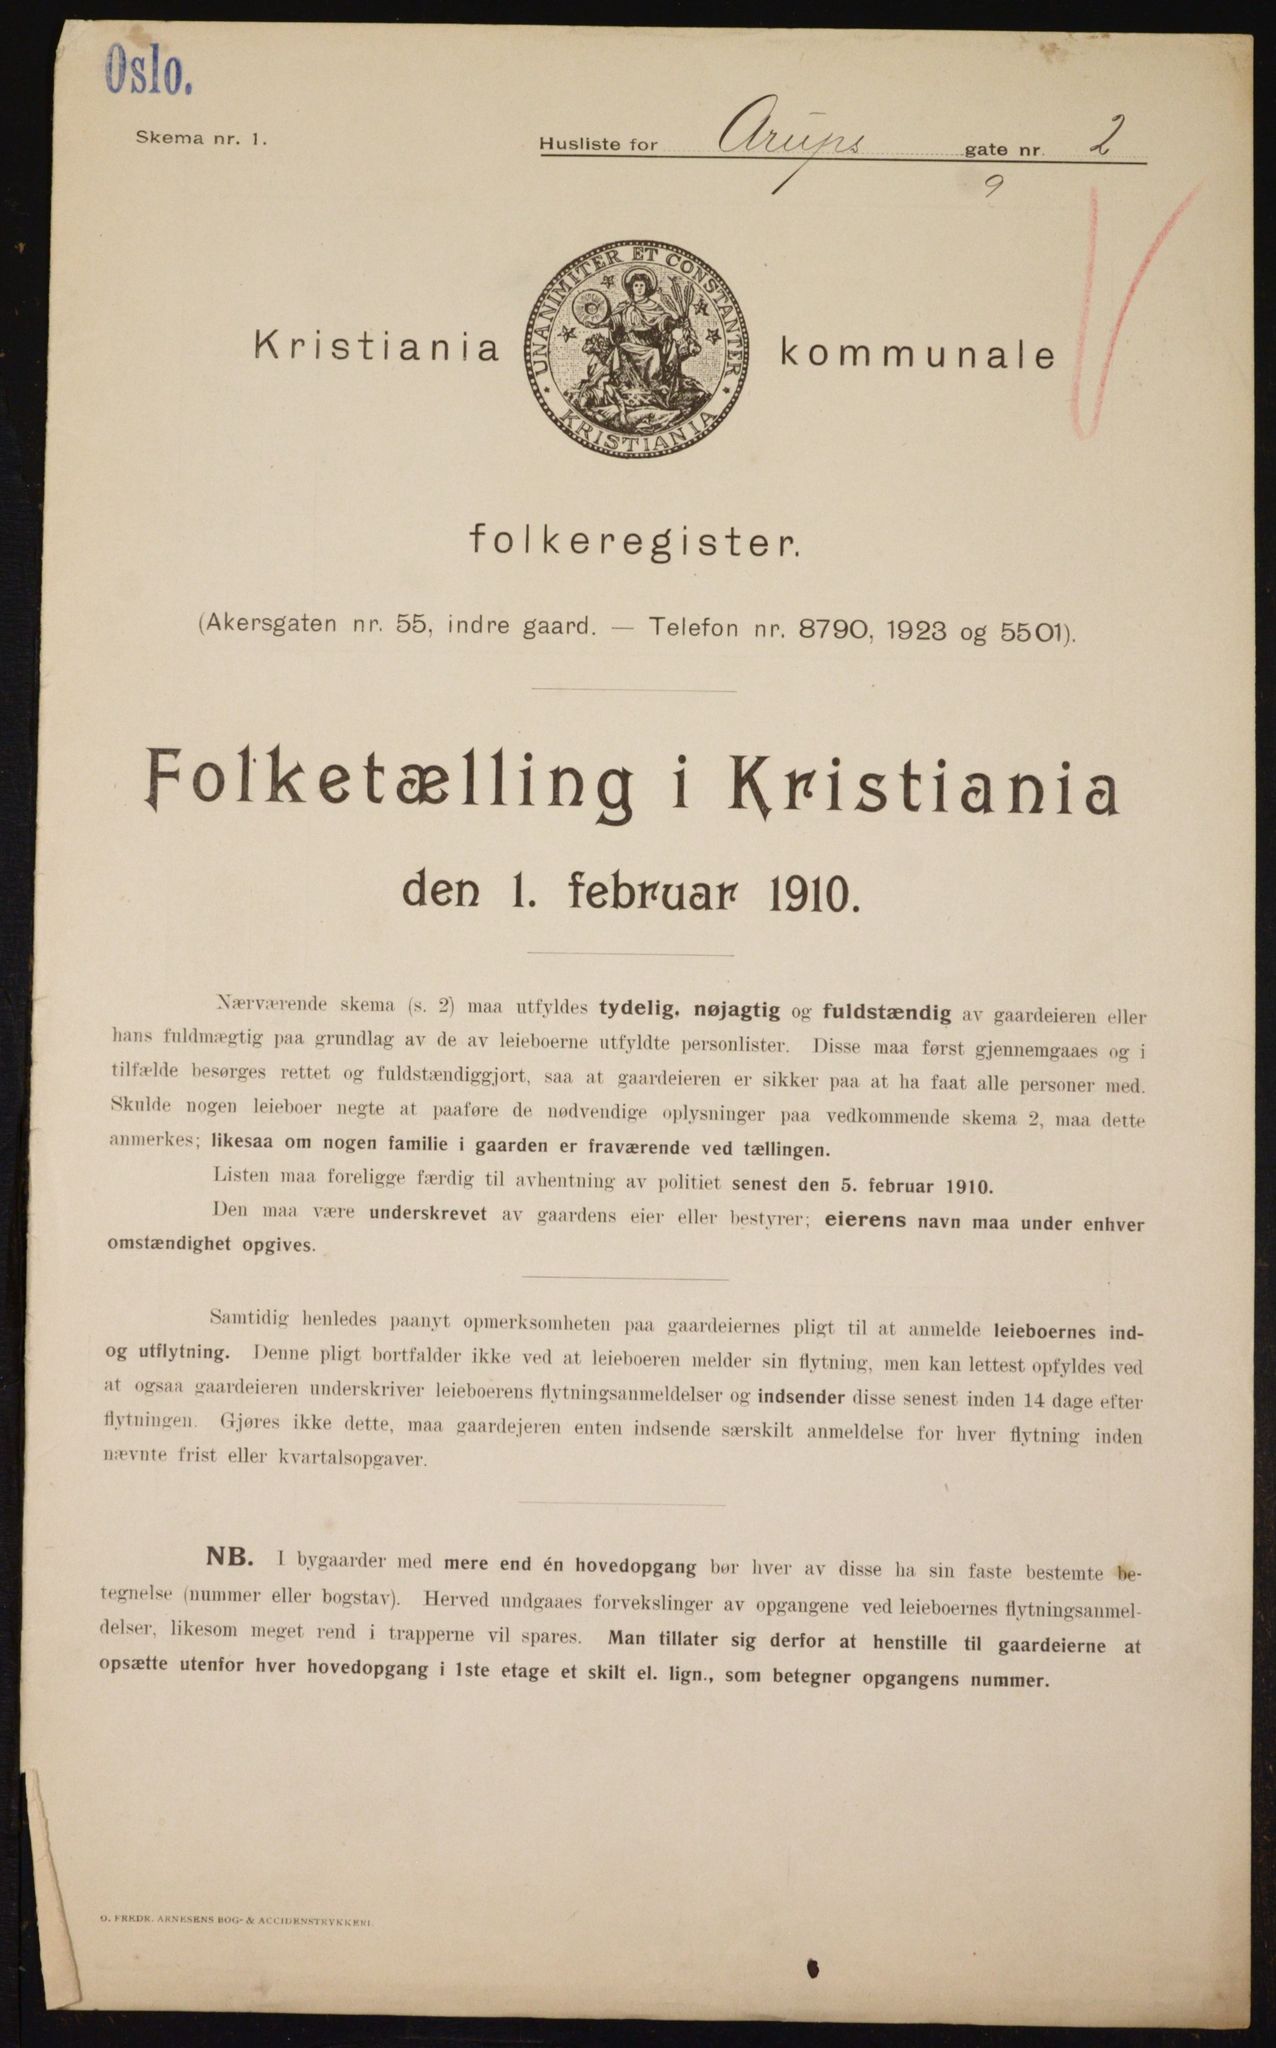 Oslo.
Skema nr. 1.
Husliste for Arups gate nr. 2
9
Kristiania kommunale
UNANIMITER ET CONSTANTER
KRISTIANIA
folkeregister.
(Akersgaten nr. 55, indre gaard. — Telefon nr. 8790, 1923 og 5501).
Folketælling i Kristiania
den 1. februar 1910.
Nærværende skema (s. 2) maa utfyldes tydelig, nøjagtig og fuldstændig av gaardeieren eller
hans fuldmægtig paa grundlag av de av leieboerne utfyldte personlister. Disse maa først gjennemgaaes og i
tilfælde besørges rettet og fuldstændiggjort, saa at gaardeieren er sikker paa at ha faat alle personer med.
Skulde nogen leieboer negte at paaføre de nødvendige oplysninger paa vedkommende skema 2, maa dette
anmerkes; likesaa om nogen familie i gaarden er fraværende ved tællingen.
Listen maa foreligge færdig til avhentning av politiet senest den 5. februar 1910.
Den maa være underskrevet av gaardens eier eller bestyrer; eierens navn maa under enhver
omstændighet opgives.
Samtidig henledes paanyt opmerksomheten paa gaardeiernes pligt til at anmelde leieboernes ind-
og utflytning. Denne pligt bortfalder ikke ved at leieboeren melder sin flytning, men kan lettest opfyldes ved
at ogsaa gaardeieren underskriver leieboerens flytningsanmeldelser og indsender disse senest inden 14 dage efter
flytningen. Gjøres ikke dette, maa gaardejeren enten indsende særskilt anmeldelse for hver flytning inden
nævnte frist eller kvartalsopgaver.
NB. I bygaarder med mere end én hovedopgang bør hver av disse ha sin faste bestemte be-
tegnelse (nummer eller bogstav). Herved undgaaes forvekslinger av opgangene ved leieboernes flytningsanmel-
delser, likesom meget rend i trapperne vil spares. Man tillater sig derfor at henstille til gaardeierne at
opsætte utenfor hver hovedopgang i 1ste etage et skilt el. lign., som betegner opgangens nummer.
O. FREDR. ARNESENS BOG- & ACCIDENSTRYKKERI.